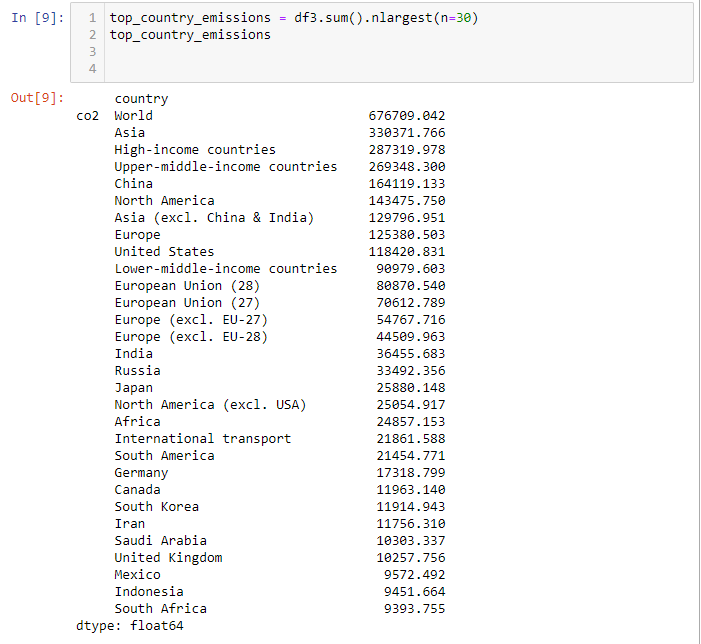 In [9]: 1 top_country_emissions = df3.sum().nlargest(n=30)
2 top_country_emissions
3
4
Out[9]: country
co2 World 676709.042
Asia 330371.766
High-income countries 287319.978
Upper-middle-income countries 269348.300
China 164119.133
North America 143475.750
Asia (excl. China & India) 129796.951
Europe 125380.503
United States 118420.831
Lower-middle-income countries 90979.603
European Union (28) 80870.540
European Union (27) 70612.789
Europe (excl. EU-27) 54767.716
Europe (excl. EU-28) 44509.963
India 36455.683
Russia 33492.356
Japan 25880.148
North America (excl. USA) 25054.917
Africa 24857.153
International transport 21861.588
South America 21454.771
Germany 17318.799
Canada 11963.140
South Korea 11914.943
Iran 11756.310
Saudi Arabia 10303.337
United Kingdom 10257.756
Mexico 9572.492
Indonesia 9451.664
South Africa 9393.755
dtype: float64